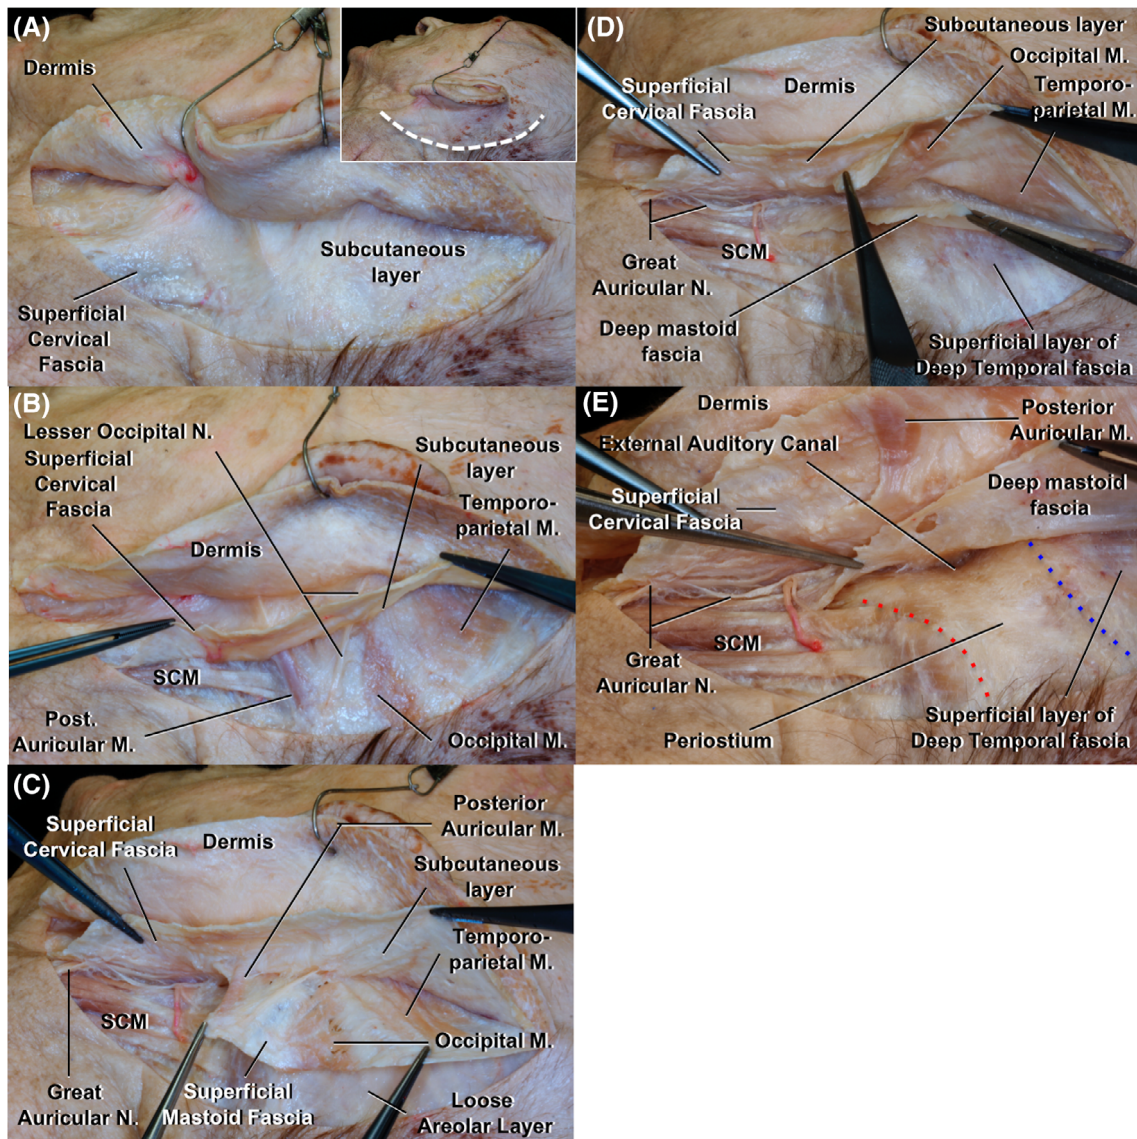 (A)
Dermis
Subcutaneous
layer
Superficial
Cervical
Fascia
(B)
Lesser Occipital N.
Superficial
Cervical
Fascia
Subcutaneous
layer
Temporo-
parietal M.
Dermis
SCM
Post.
Auricular M.
Occipital M.
(C)
Superficial
Cervical Fascia
Dermis
Posterior
Auricular M.
Subcutaneous
layer
Temporo-
parietal M.
SCM
Occipital M.
Great
Auricular N.
Superficial
Mastoid Fascia
Loose
Areolar Layer
(D)
Subcutaneous layer
Occipital M.
Superficial
Cervical Fascia
Dermis
Temporo-
parietal M.
SCM
Great
Auricular N.
Deep mastoid
fascia
Superficial layer of
Deep Temporal fascia
(E)
Dermis
Posterior
Auricular M.
External Auditory Canal
Deep mastoid
fascia
Superficial
Cervical Fascia
SCM
Great
Auricular N.
Periostium
Superficial layer of
Deep Temporal fascia